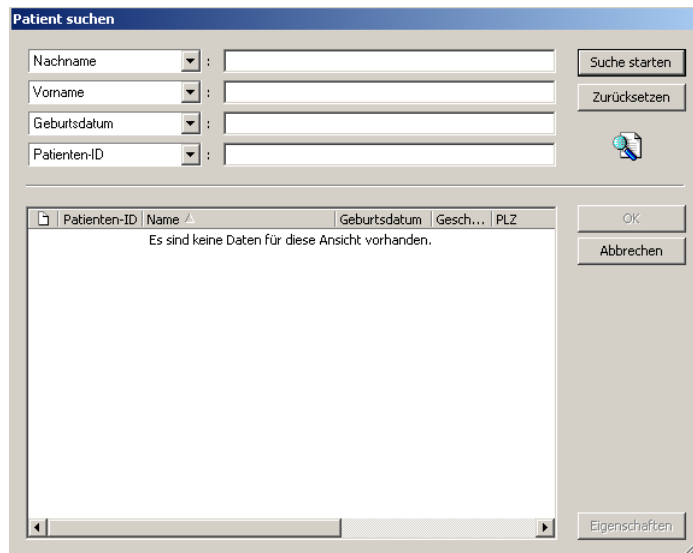 Patient suchen
Nachname :
Suche starten
Vorname :
Zurücksetzen
Geburtsdatum :
Patienten-ID :
Patienten-ID Name Geburtsdatum Gesch... PLZ
OK
Es sind keine Daten für diese Ansicht vorhanden.
Abbrechen
Eigenschaften